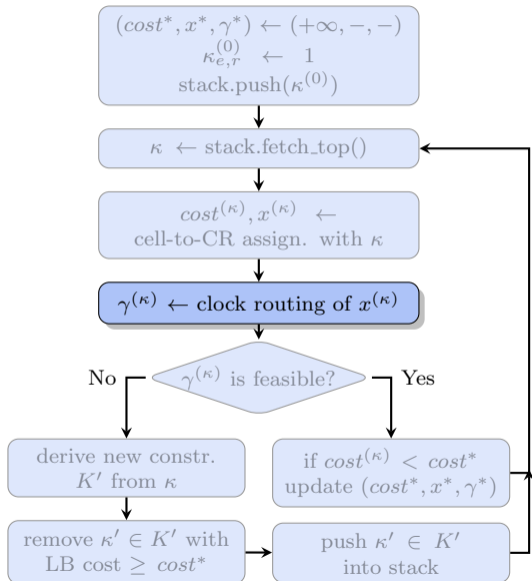 (cost*, x*, γ*) ← (+∞, −, −)
κ_{e,r}^{(0)} ← 1
stack.push(κ^{(0)})
κ ← stack.fetch_top()
cost^{(κ)}, x^{(κ)} ←
cell-to-CR assign. with κ
γ^{(κ)} ← clock routing of x^{(κ)}
γ^{(κ)} is feasible?
No
Yes
derive new constr.
K′ from κ
if cost^{(κ)} < cost*
update (cost*, x*, γ*)
remove κ′ ∈ K′ with
LB cost ≥ cost*
push κ′ ∈ K′
into stack